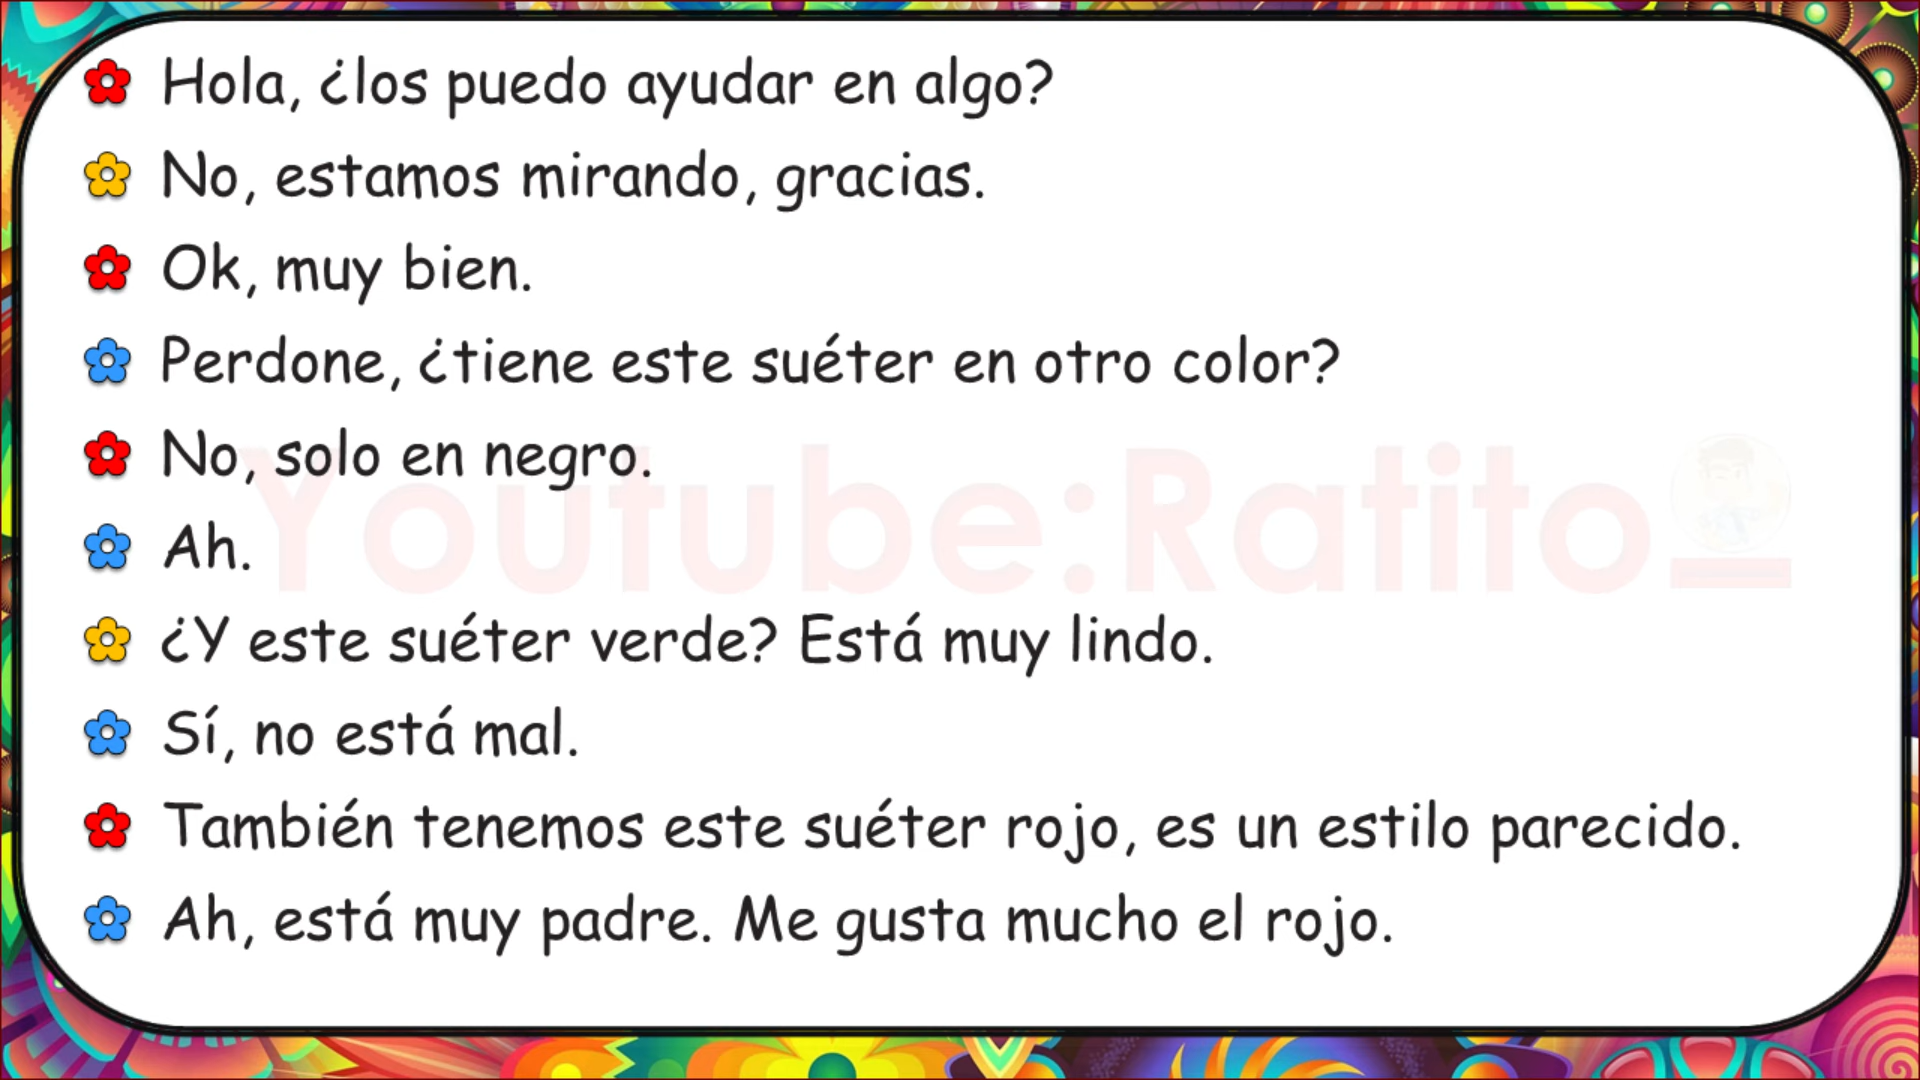 Hola, ¿los puedo ayudar en algo?
No, estamos mirando, gracias.
Ok, muy bien.
Perdone, ¿tiene este suéter en otro color?
No, solo en negro.
Youtube:Ratito
Ah.
¿Y este suéter verde? Está muy lindo.
Sí, no está mal.
También tenemos este suéter rojo, es un estilo parecido.
Ah, está muy padre. Me gusta mucho el rojo.